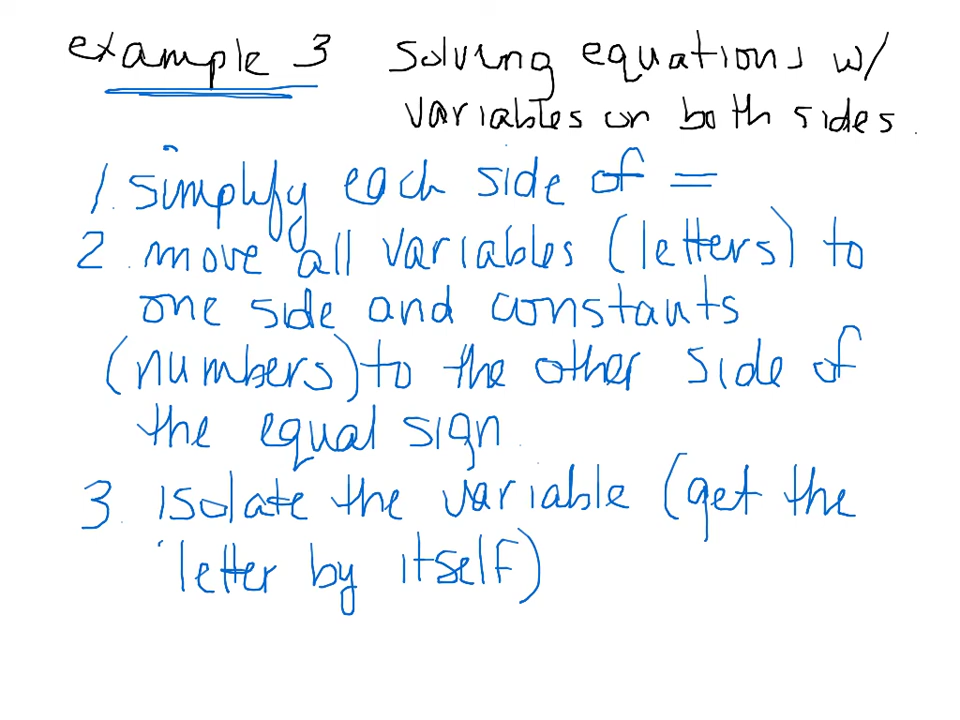 example 3 solving equations w/
variables on both sides.
1. simplify each side of =
2. move all variables (letters) to
one side and constants
(numbers) to the other side of
the equal sign
3. isolate the variable (get the
letter by itself)